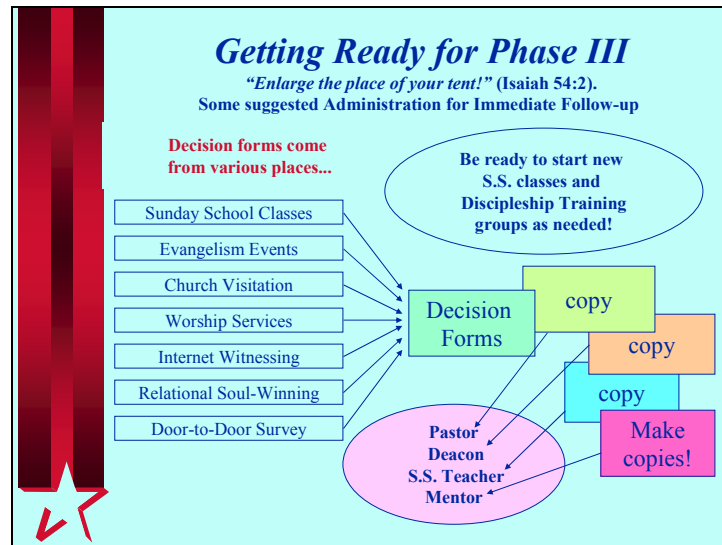 Getting Ready for Phase III
“Enlarge the place of your tent!” (Isaiah 54:2).
Some suggested Administration for Immediate Follow-up
Decision forms come
from various places...
Be ready to start new
S.S. classes and
Discipleship Training
groups as needed!
Sunday School Classes
Evangelism Events
Church Visitation
Worship Services
Internet Witnessing
Relational Soul-Winning
Door-to-Door Survey
Decision
Forms
copy
copy
copy
Make
copies!
Pastor
Deacon
S.S. Teacher
Mentor